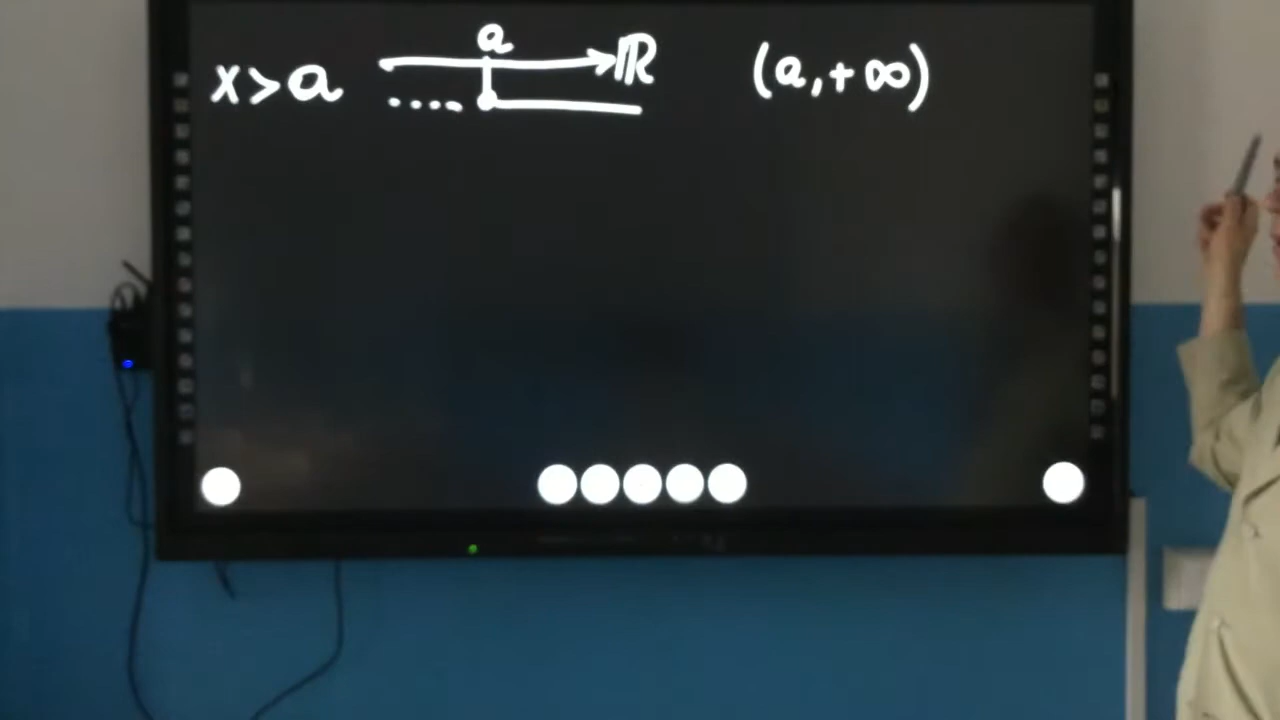 x > a a ℝ (a, +∞)